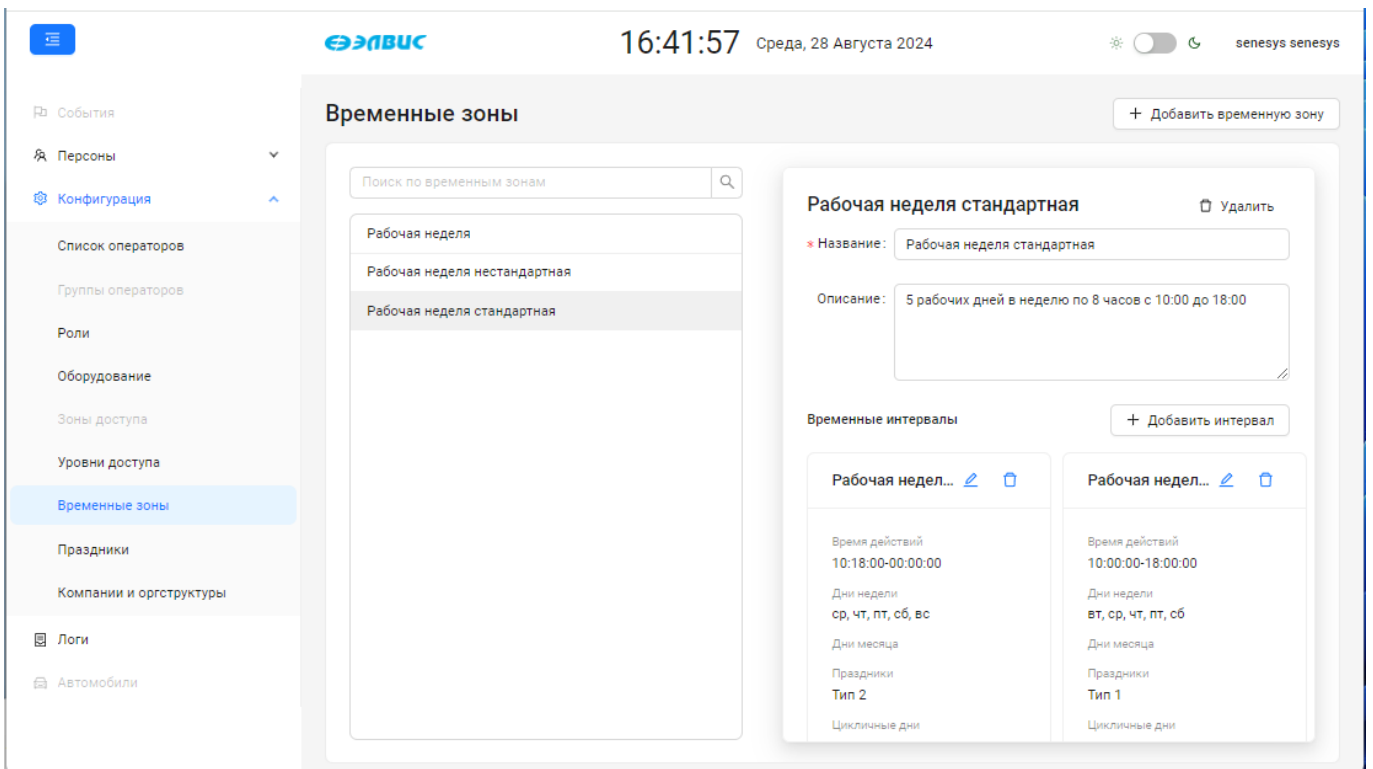 ЭЛВИС
16:41:57 Среда, 28 Августа 2024
senesys senesys
События
Персоны
Конфигурация
Список операторов
Группы операторов
Роли
Оборудование
Зоны доступа
Уровни доступа
Временные зоны
Праздники
Компании и оргструктуры
Логи
Автомобили
Временные зоны
+ Добавить временную зону
Поиск по временным зонам
Рабочая неделя
Рабочая неделя нестандартная
Рабочая неделя стандартная
Рабочая неделя стандартная
Удалить
* Название: Рабочая неделя стандартная
Описание: 5 рабочих дней в неделю по 8 часов с 10:00 до 18:00
Временные интервалы
+ Добавить интервал
Рабочая недел...
Время действий
10:18:00-00:00:00
Дни недели
ср, чт, пт, сб, вс
Дни месяца
Праздники
Тип 2
Цикличные дни
Рабочая недел...
Время действий
10:00:00-18:00:00
Дни недели
вт, ср, чт, пт, сб
Дни месяца
Праздники
Тип 1
Цикличные дни